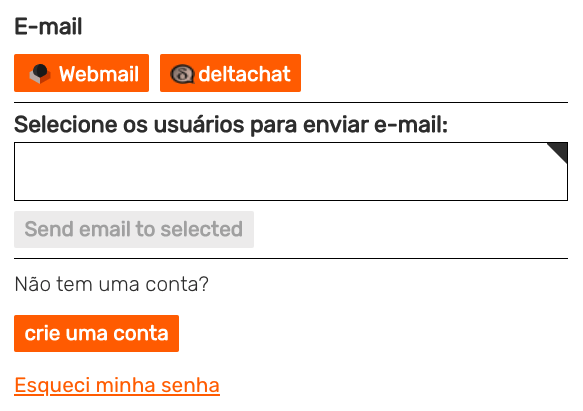 E-mail
Webmail deltachat
Selecione os usuários para enviar e-mail:
Send email to selected
Não tem uma conta?
crie uma conta
Esqueci minha senha